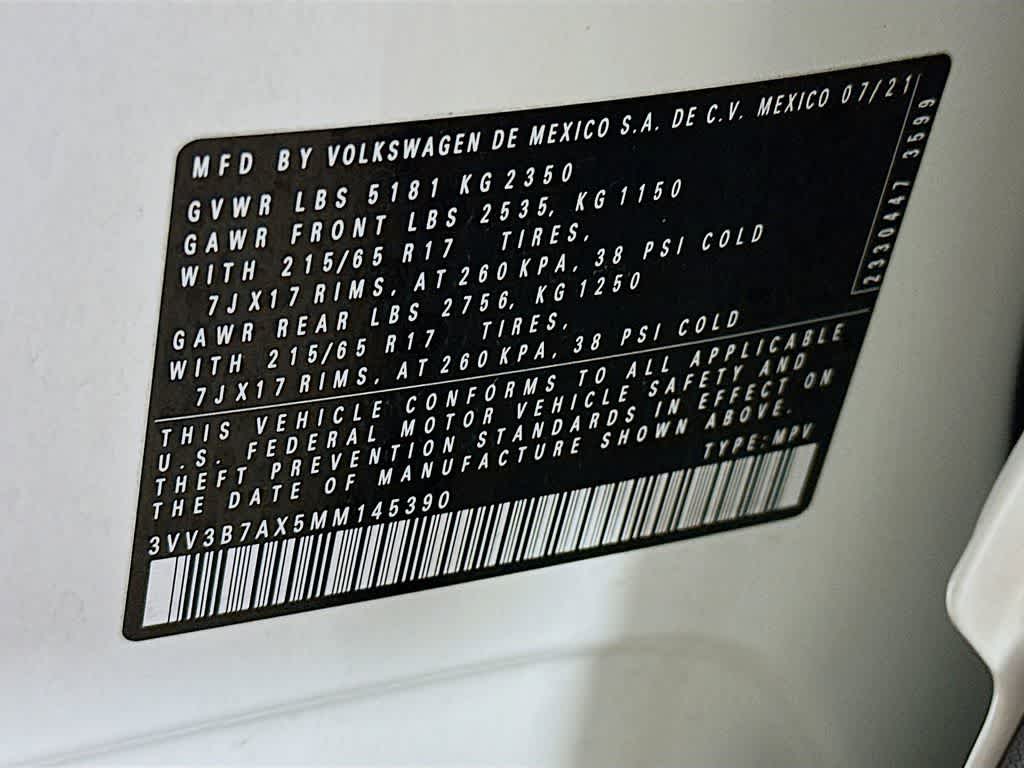 MFD BY VOLKSWAGEN DE MEXICO S.A. DE C.V. MEXICO 07/21
GVWR LBS 5181 KG 2350
GAWR FRONT LBS 2535, KG 1150
WITH 215/65 R17 TIRES,
7JX17 RIMS, AT 260 KPA, 38 PSI COLD
GAWR REAR LBS 2756, KG 1250
WITH 215/65 R17 TIRES,
7JX17 RIMS, AT 260 KPA, 38 PSI COLD
2330447 3599
THIS VEHICLE CONFORMS TO ALL APPLICABLE
U.S. FEDERAL MOTOR VEHICLE SAFETY AND
THEFT PREVENTION STANDARDS IN EFFECT ON
THE DATE OF MANUFACTURE SHOWN ABOVE.
3VV3B7AX5MM145390 TYPE:MPV